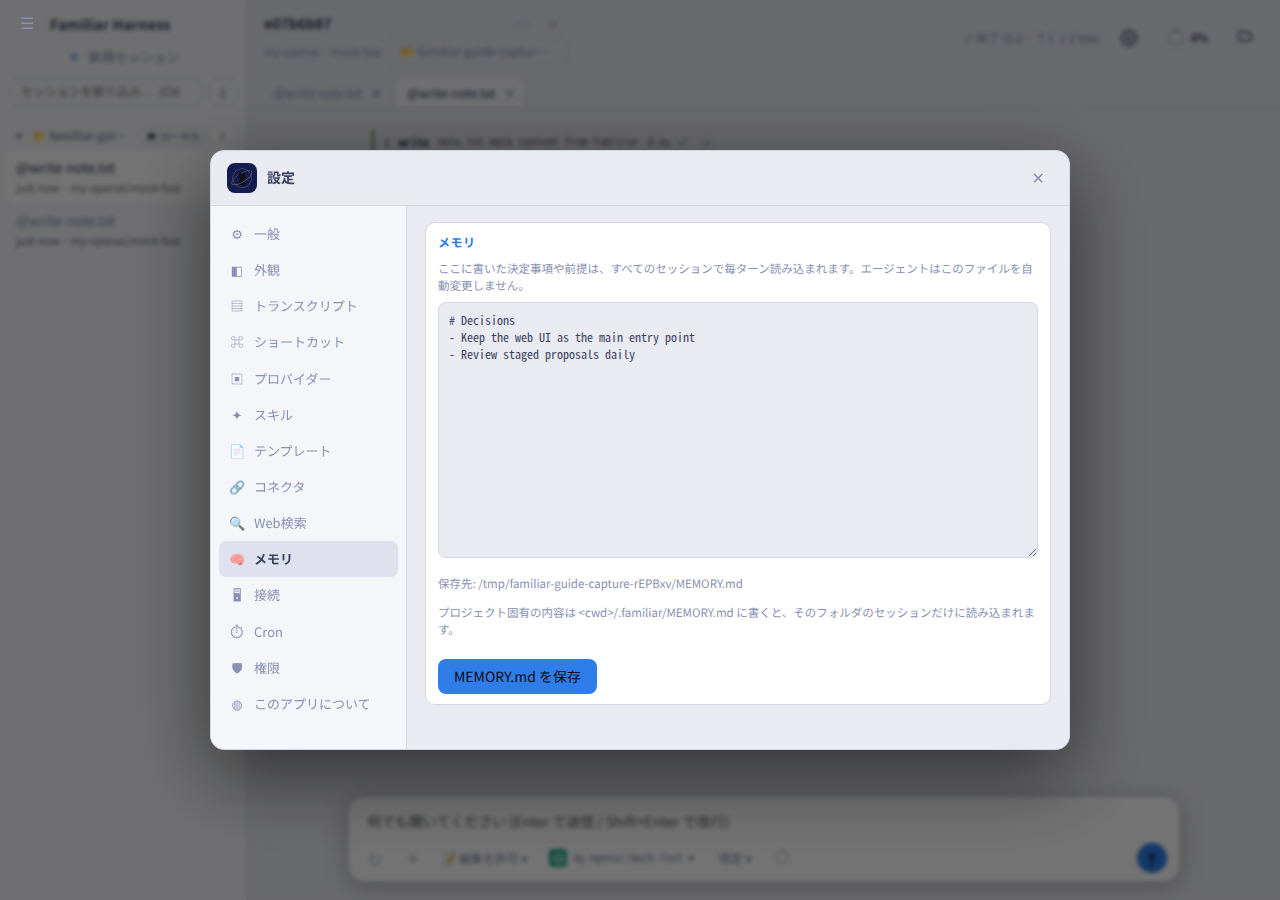 Familiar Harness
新規セッション
@write note.txt
just now · my-openai/mock-fast
@write note.txt
just now · my-openai/mock-fast
e07b6b87
@write note.txt
@write note.txt
設定
一般
外観
トランスクリプト
ショートカット
プロバイダー
スキル
テンプレート
コネクタ
Web検索
メモリ
接続
Cron
権限
このアプリについて
メモリ
ここに書いた決定事項や前提は、すべてのセッションで毎ターン読み込まれます。エージェントはこのファイルを自
動変更しません。
# Decisions
- Keep the web UI as the main entry point
- Review staged proposals daily
保存先: /tmp/familiar-guide-capture-rEPBxv/MEMORY.md
プロジェクト固有の内容は <cwd>/.familiar/MEMORY.md に書くと、そのフォルダのセッションだけに読み込まれま
す。
MEMORY.md を保存
何でも聞いてください (Enter で送信 / Shift+Enter で改行)